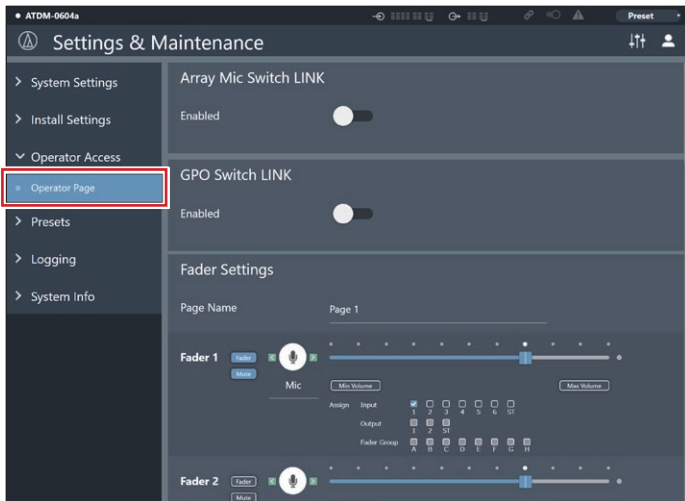 ATDM-0604a
Preset
Settings & Maintenance
System Settings
Install Settings
Operator Access
Operator Page
Presets
Logging
System Info
Array Mic Switch LINK
Enabled
GPO Switch LINK
Enabled
Fader Settings
Page Name Page 1
Fader 1 Fader
Mute
Mic
Min Volume Max Volume
Assign Input 1 2 3 4 5 6 ST
Output 1 2 ST
Fader Group A B C D E F G H
Fader 2 Fader
Mute